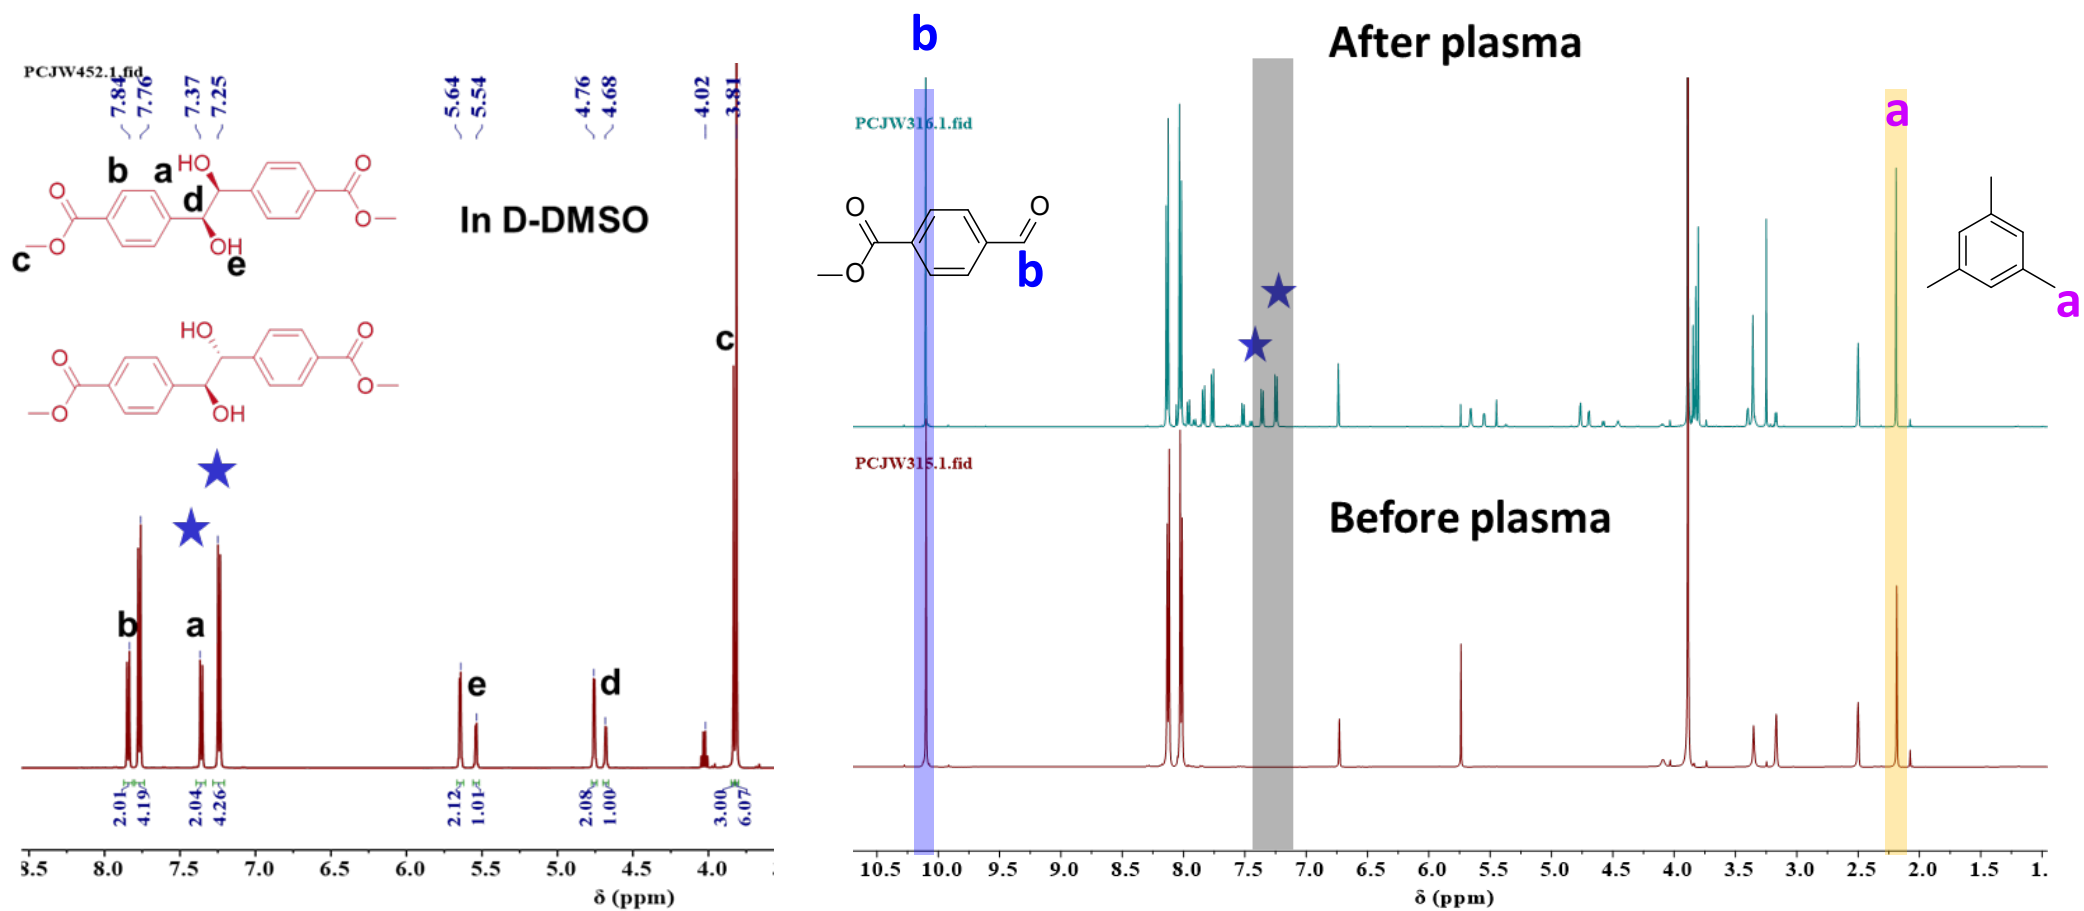 PCJW452.1.fid
7.84
7.76
7.37
7.25
5.64
5.54
4.76
4.68
4.02
3.81
b
a
HO
d
O
O
O
O
OH
c
e
In D-DMSO
HO
O
O
O
O
OH
c
b
a
e
d
2.01
4.19
2.04
4.26
2.12
1.01
2.08
1.00
3.00
6.07
8.0
7.5
7.0
6.5
6.0
5.5
5.0
4.5
4.0
δ (ppm)
b
After plasma
a
PCJW316.1.fid
O
O
O
b
a
PCJW315.1.fid
Before plasma
10.5
10.0
9.5
9.0
8.5
8.0
7.5
7.0
6.5
6.0
5.5
5.0
4.5
4.0
3.5
3.0
2.5
2.0
1.5
1.
δ (ppm)